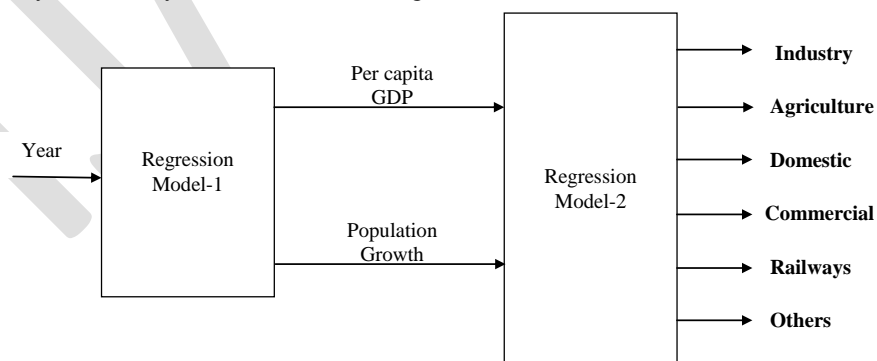 Year
Regression
Model-1
Per capita
GDP
Population
Growth
Regression
Model-2
Industry
Agriculture
Domestic
Commercial
Railways
Others